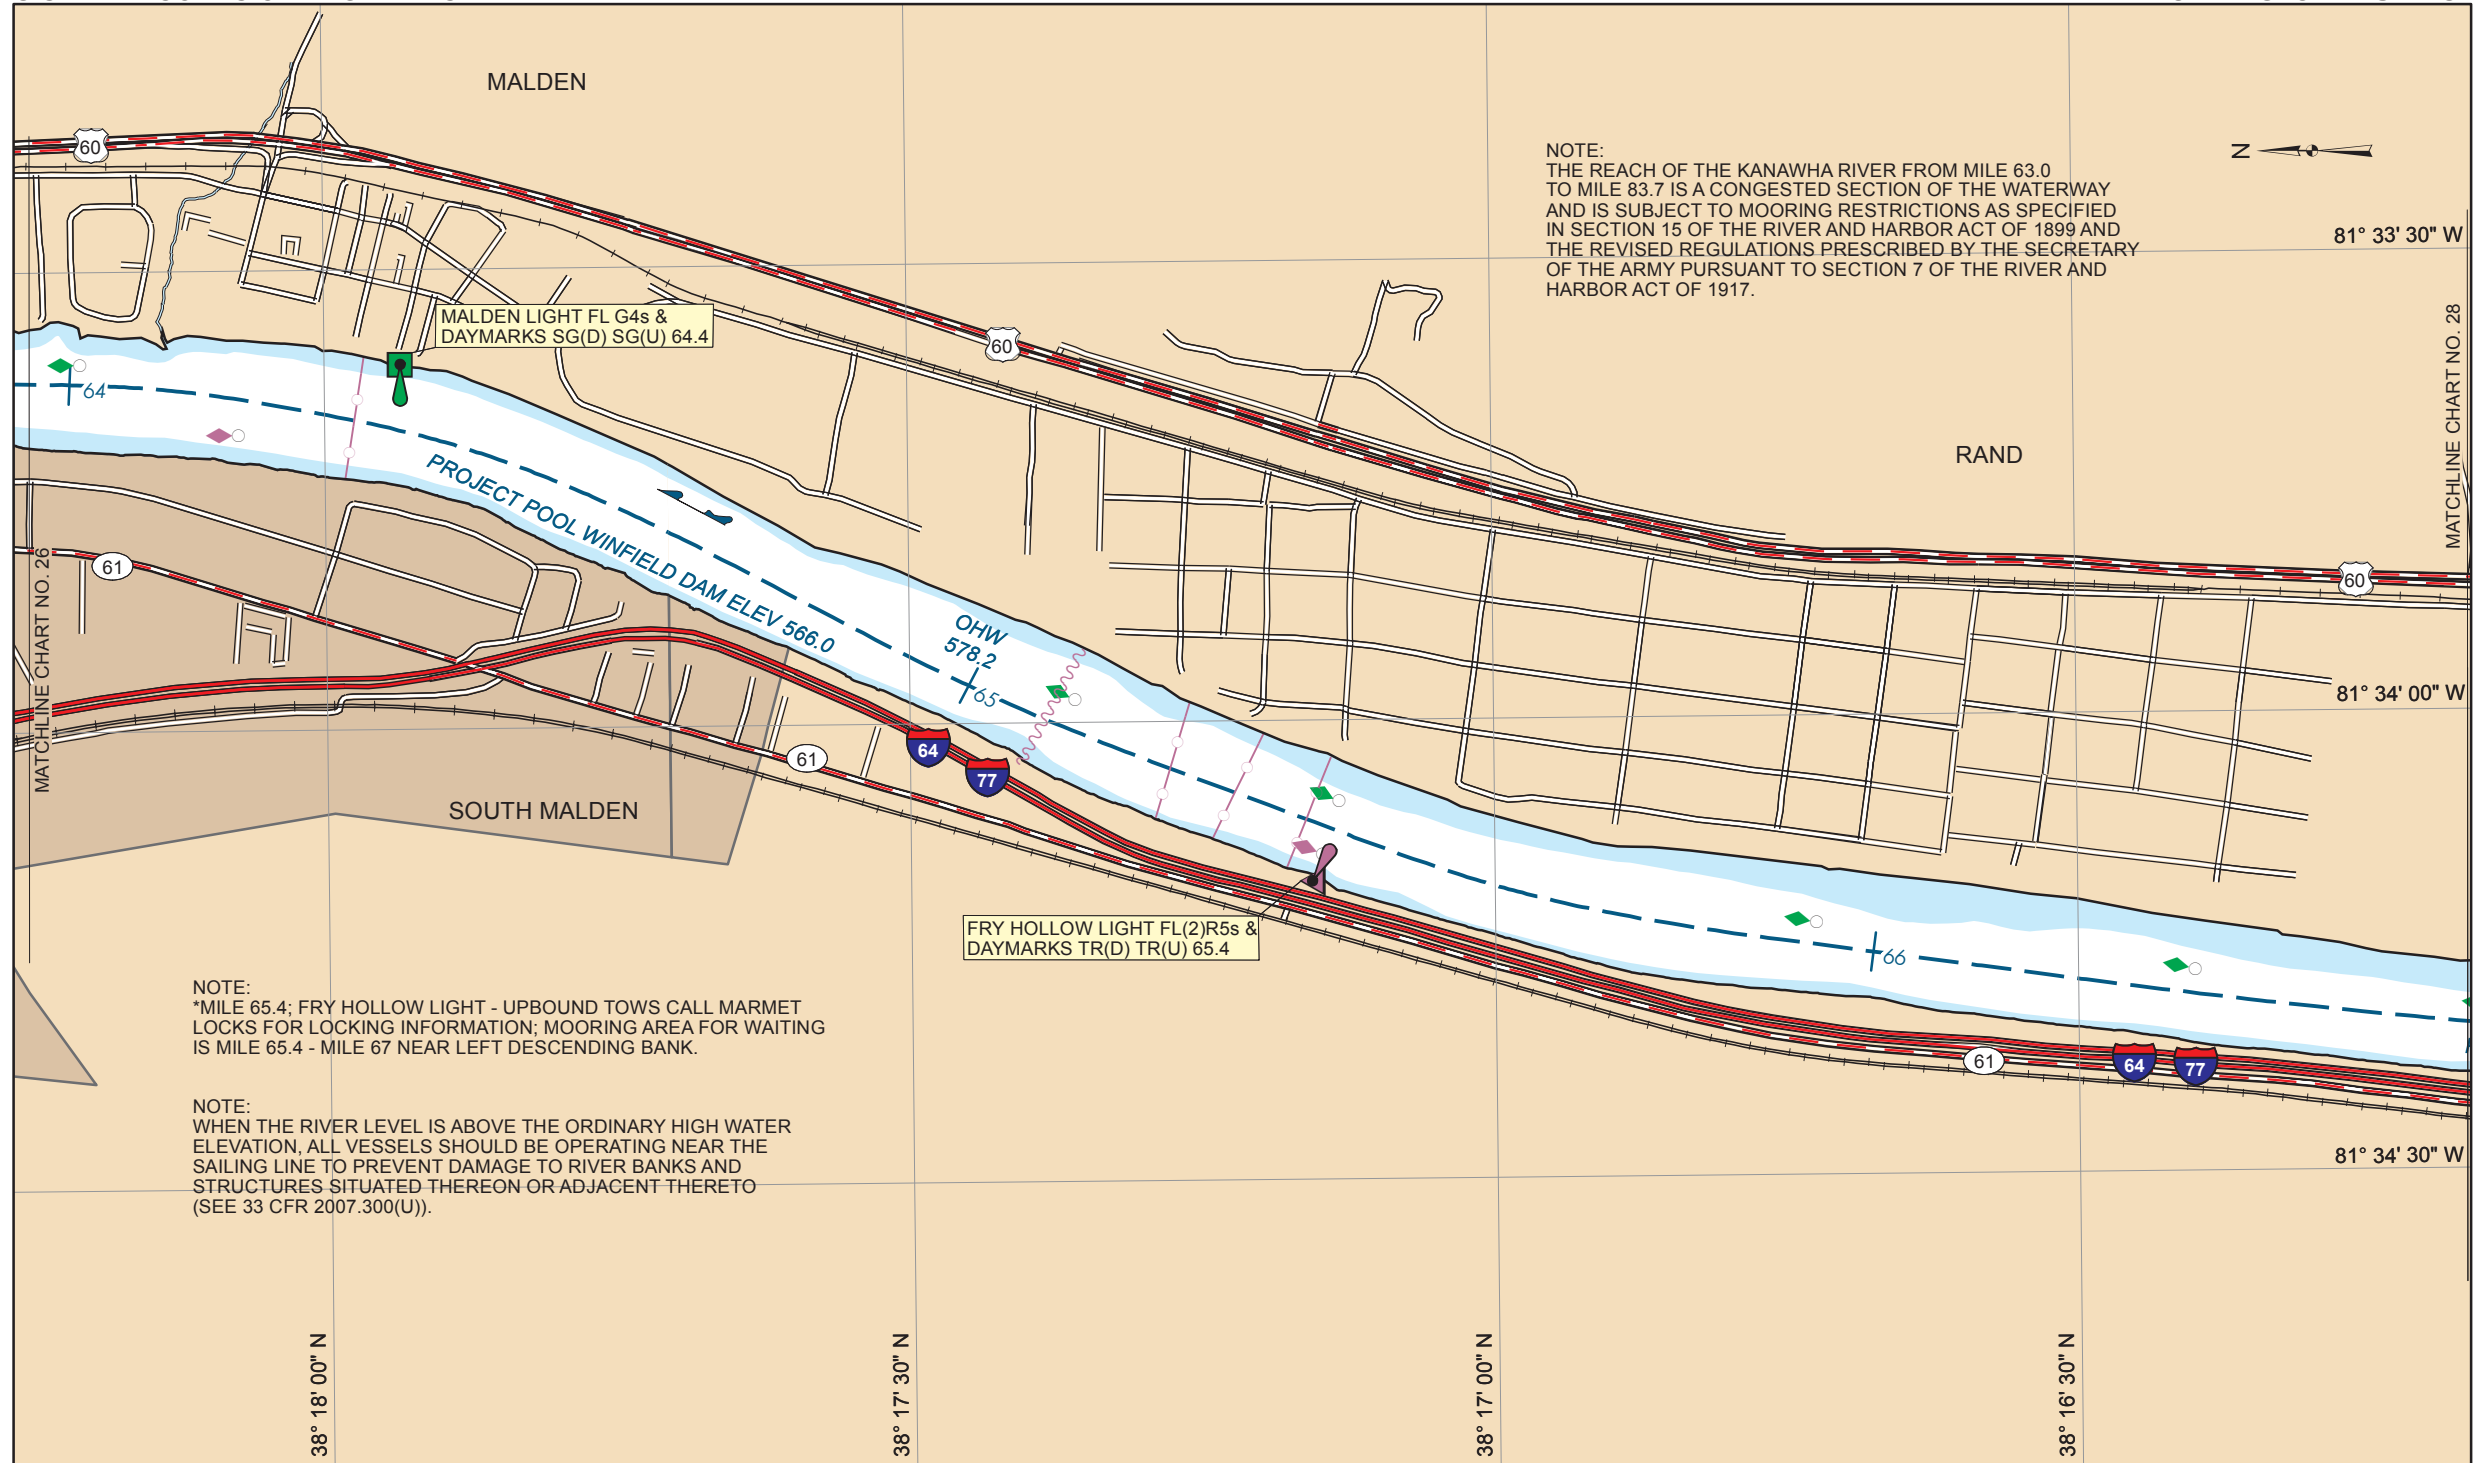 MALDEN
60
NOTE:
THE REACH OF THE KANAWHA RIVER FROM MILE 63.0
TO MILE 83.7 IS A CONGESTED SECTION OF THE WATERWAY
AND IS SUBJECT TO MOORING RESTRICTIONS AS SPECIFIED
IN SECTION 15 OF THE RIVER AND HARBOR ACT OF 1899 AND
THE REVISED REGULATIONS PRESCRIBED BY THE SECRETARY
OF THE ARMY PURSUANT TO SECTION 7 OF THE RIVER AND
HARBOR ACT OF 1917.
N
81° 33' 30" W
MALDEN LIGHT FL G4s &
DAYMARKS SG(D) SG(U) 64.4
60
64
MATCHLINE CHART NO. 28
RAND
PROJECT POOL WINFIELD DAM ELEV 566.0
61
MATCHLINE CHART NO. 26
60
OHW
578.2
65
81° 34' 00" W
64
61
77
SOUTH MALDEN
FRY HOLLOW LIGHT FL(2)R5s &
DAYMARKS TR(D) TR(U) 65.4
66
NOTE:
*MILE 65.4; FRY HOLLOW LIGHT - UPBOUND TOWS CALL MARMET
LOCKS FOR LOCKING INFORMATION; MOORING AREA FOR WAITING
IS MILE 65.4 - MILE 67 NEAR LEFT DESCENDING BANK.
61
64
77
NOTE:
WHEN THE RIVER LEVEL IS ABOVE THE ORDINARY HIGH WATER
ELEVATION, ALL VESSELS SHOULD BE OPERATING NEAR THE
SAILING LINE TO PREVENT DAMAGE TO RIVER BANKS AND
STRUCTURES SITUATED THEREON OR ADJACENT THERETO
(SEE 33 CFR 2007.300(U)).
81° 34' 30" W
38° 18' 00" N
38° 17' 30" N
38° 17' 00" N
38° 16' 30" N